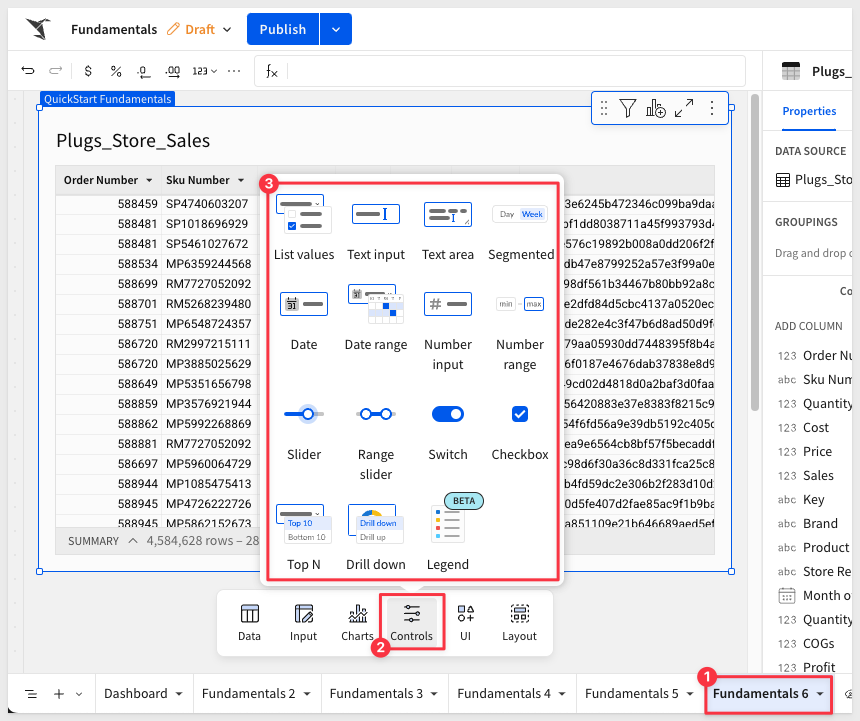 Fundamentals Draft Publish
$ % .0 .00 123 ... fx
Plugs_
QuickStart Fundamentals
Properties
Plugs_Store_Sales
DATA SOURCE
Plugs_Sto
Order Number Sku Number
588459 SP4740603207 3e6245b472346c099ba9daa
588481 SP1018696929 bf1dd8038711a45f993793d4
588481 SP5461027672 e576c19892b008a0dd206f2f
588534 MP6359244568 db47e8799252a57e3f99a0e
588699 RM7727052092 98df561b34467b80bb92a8c
588701 RM5268239480 e2dfd84d5cbc4137a0520ec
588751 MP6548724357 de282e4c3f47b6d8ad50d9f
586720 RM2997215111 79aa05930dd7448395f8b4a
586720 MP3885025629 6f0187e4676dab37838e8d9
588649 MP5351656798 9cd02d4818d0a2baf3d0faa
588859 MP3576921944 56420883e37e8383f8215c9
588862 MP5992268869 54f6fd56a9e39db5192c405c
588881 RM7727052092 ea9e6564cb8bf57f5becaddf
586697 MP5960064729 c98d6f30a36c8d331fca25c8
588944 MP1085475413 b4fd59dc2e306b2f283d10d
588945 MP4726222726 0d5fe407d2fae85ac9f1b9ba
588945 MP5862152673 a851109e21b646689aed5ef
SUMMARY 4,584,628 rows – 28
3
Day Week
List values Text input Text area Segmented
31 # min max
Date Date range Number input Number range
Slider Range slider Switch Checkbox
BETA
Top 10
Bottom 10
Drill down
Drill up
Top N Drill down Legend
GROUPINGS
Drag and drop c
Co
ADD COLUMN
123 Order Nu
abc Sku Num
123 Quantity
123 Cost
123 Price
123 Sales
abc Key
abc Brand
abc Product
abc Store Re
Month o
123 Quantity
123 COGs
123 Profit
Data Input Charts Controls UI Layout
2
1
Dashboard Fundamentals 2 Fundamentals 3 Fundamentals 4 Fundamentals 5 Fundamentals 6